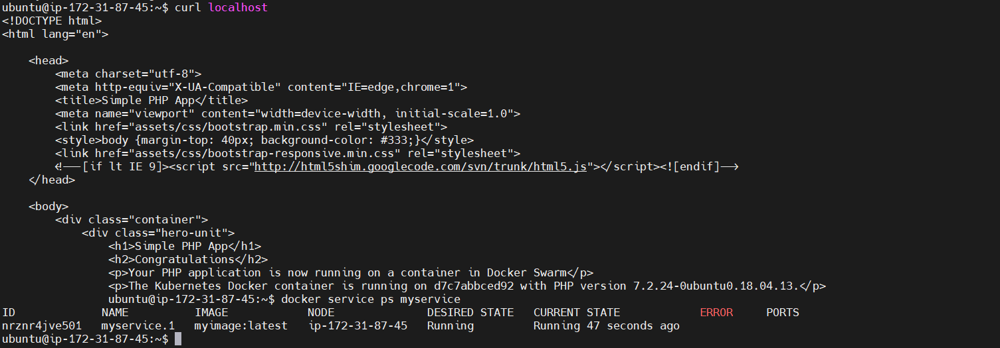 ubuntu@ip-172-31-87-45:~$ curl localhost
<!DOCTYPE html>
<html lang="en">
<head>
<meta charset="utf-8">
<meta http-equiv="X-UA-Compatible" content="IE=edge,chrome=1">
<title>Simple PHP App</title>
<meta name="viewport" content="width=device-width, initial-scale=1.0">
<link href="assets/css/bootstrap.min.css" rel="stylesheet">
<style>body {margin-top: 40px; background-color: #333;}</style>
<link href="assets/css/bootstrap-responsive.min.css" rel="stylesheet">
<!--[if lt IE 9]><script src="http://html5shim.googlecode.com/svn/trunk/html5.js"></script><![endif]-->
</head>
<body>
<div class="container">
<div class="hero-unit">
<h1>Simple PHP App</h1>
<h2>Congratulations</h2>
<p>Your PHP application is now running on a container in Docker Swarm</p>
<p>The Kubernetes Docker container is running on d7c7abbced92 with PHP version 7.2.24-0ubuntu0.18.04.13.</p>
ubuntu@ip-172-31-87-45:~$ docker service ps myservice
ID NAME IMAGE NODE DESIRED STATE CURRENT STATE ERROR PORTS
nrznr4jve501 myservice.1 myimage:latest ip-172-31-87-45 Running Running 47 seconds ago
ubuntu@ip-172-31-87-45:~$